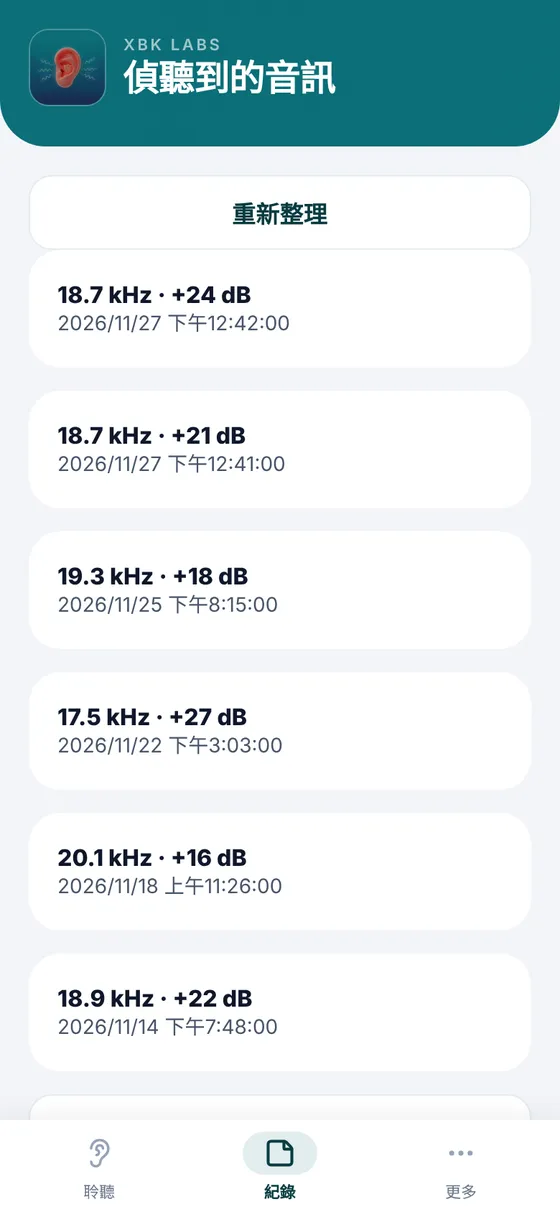 XBK LABS
偵聽到的音訊
重新整理
18.7 kHz · +24 dB
2026/11/27 下午12:42:00
18.7 kHz · +21 dB
2026/11/27 下午12:41:00
19.3 kHz · +18 dB
2026/11/25 下午8:15:00
17.5 kHz · +27 dB
2026/11/22 下午3:03:00
20.1 kHz · +16 dB
2026/11/18 上午11:26:00
18.9 kHz · +22 dB
2026/11/14 下午7:48:00
聆聽
紀錄
更多